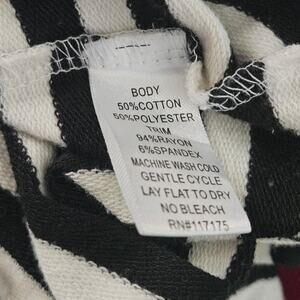 BODY
50%COTTON
50%POLYESTER
TRIM
94%RAYON
6%SPANDEX
MACHINE WASH COLD
GENTLE CYCLE
LAY FLAT TO DRY
NO BLEACH
RN#117175